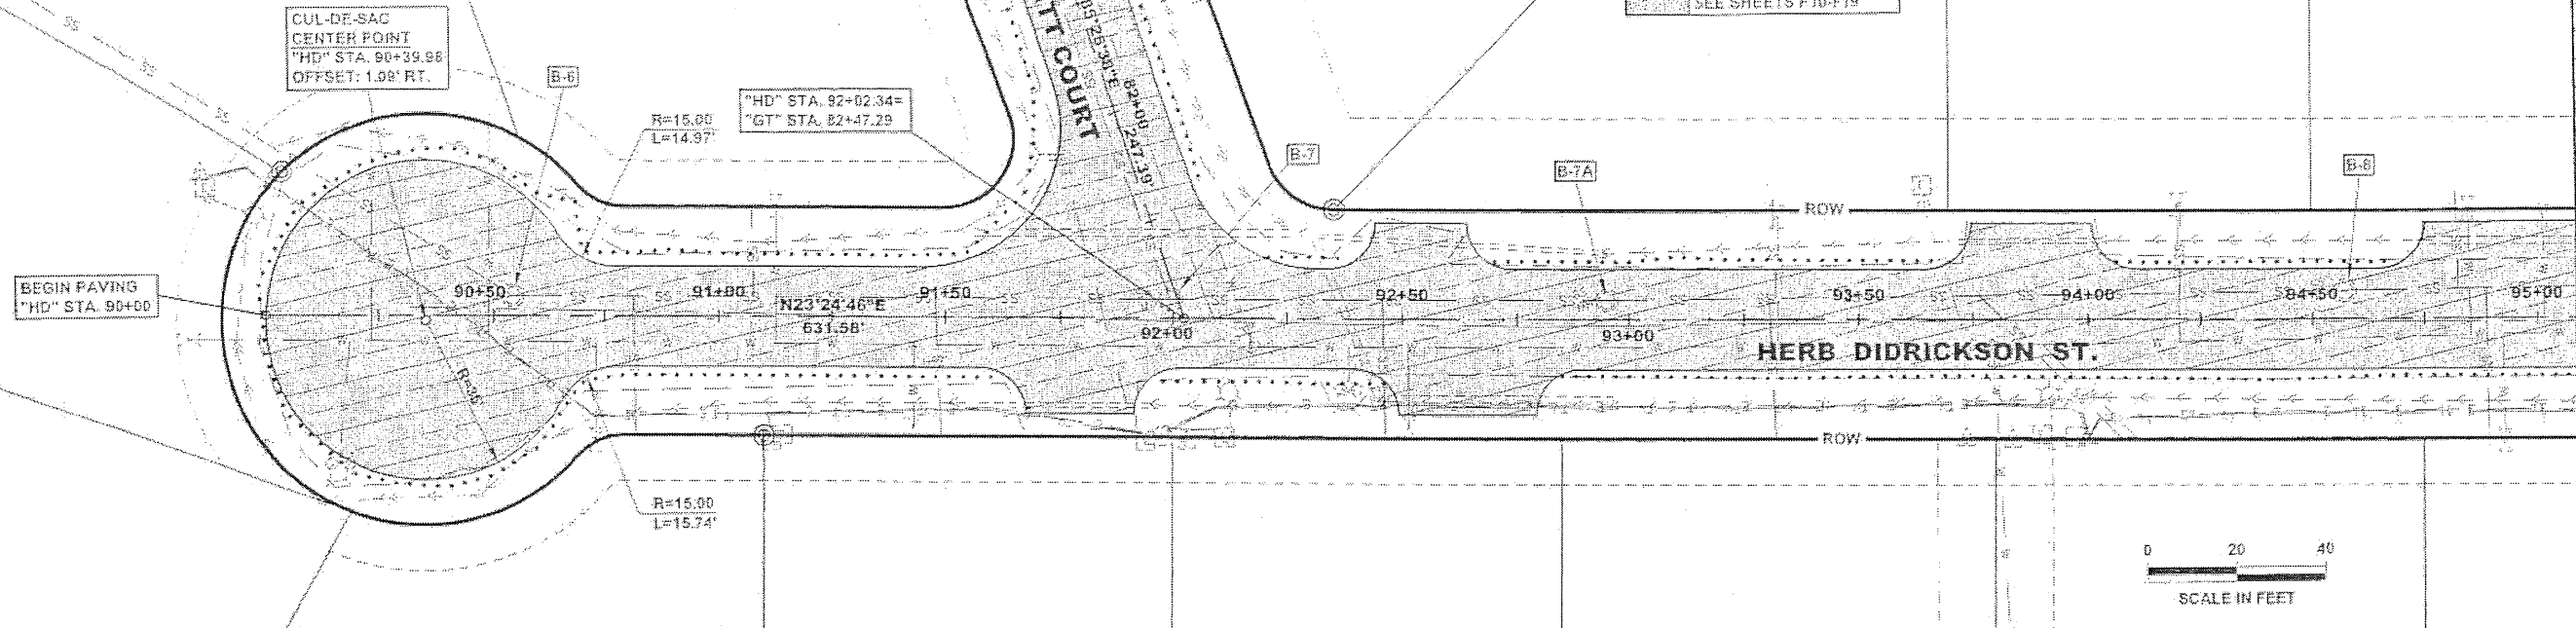 CUL-DE-SAC
CENTER POINT
"HD" STA. 90+39.98
OFFSET: 1.09' RT.
B-6
R=15.00
L=14.97'
"HD" STA. 92+02.34=
"GT" STA. 82+47.29
TT COURT
82+00
247.39'
SEE SHEETS F10-F19
B-7
B-7A
B-8
ROW
BEGIN PAVING
"HD" STA. 90+00
90+50
91+00
N23°24'46"E
631.58'
91+50
92+00
92+50
93+00
93+50
94+00
94+50
95+00
HERB DIDRICKSON ST.
ROW
R=15.00
L=15.74'
0 20 40
SCALE IN FEET